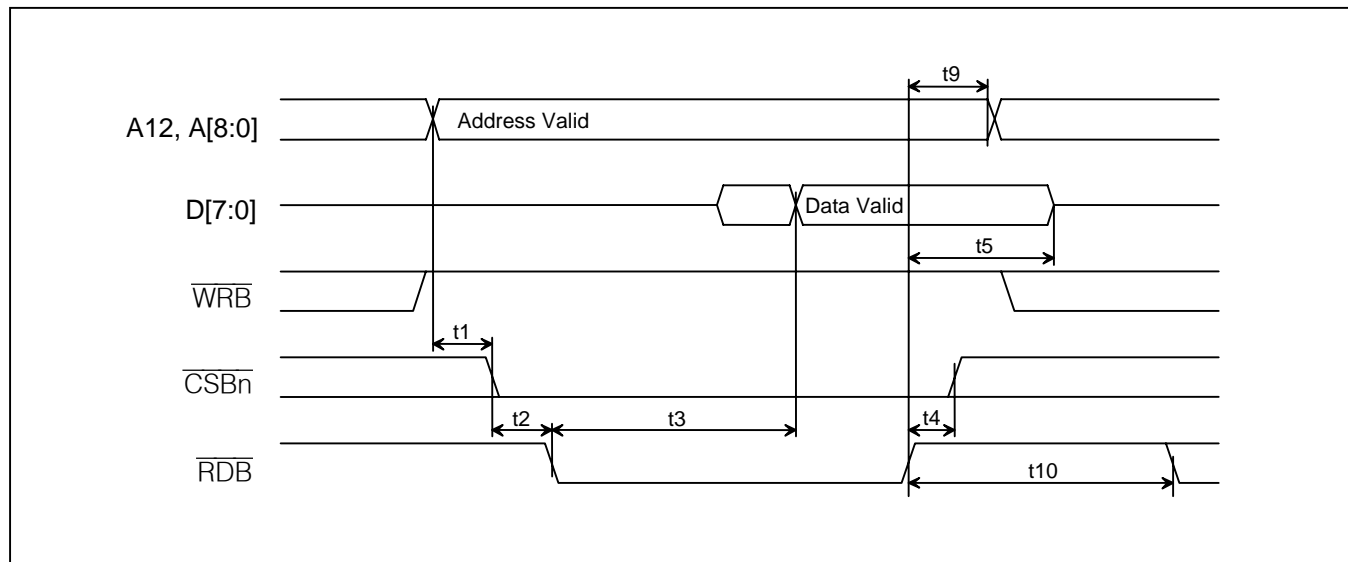 t9
A12, A[8:0]
Address Valid
D[7:0]
Data Valid
t5
WRB
t1
CSBn
t2
t3
t4
RDB
t10